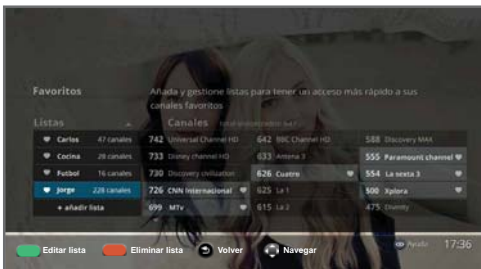 Favoritos
Añada y gestione listas para tener un acceso más rápido a sus
canales favoritos
Listas
Canales
Carlos 47 canales
742 Universal Channel HD
642 BBC Channel HD
588 Discovery MAX
Cocina 28 canales
733 Disney channel HD
633 Antena 3
555 Paramount channel
Futbol 16 canales
730 Discovery civilization
626 Cuatro
554 La sexta 3
Jorge 228 canales
726 CNN Internacional
625 La 1
500 Xplora
+ añadir lista
699 MTv
615 La 2
475 Divinity
Editar lista
Eliminar lista
Volver
Navegar
Ayuda
17:36